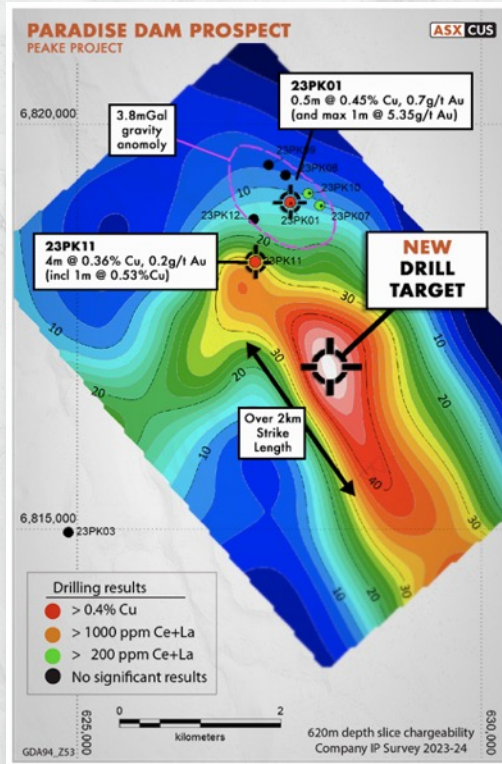 PARADISE DAM PROSPECT
PEAKE PROJECT
ASX CUS
23PK01
0.5m @ 0.45% Cu, 0.7g/t Au
(and max 1m @ 5.35g/t Au)
6,820,000
3.8mGal
gravity
anomoly
23PK08
10
23PK10
23PK12
23PK01
23PK07
20
23PK11
4m @ 0.36% Cu, 0.2g/t Au
(incl 1m @ 0.53%Cu)
23PK11
NEW
DRILL
TARGET
30
10
30
20
20
10
Over 2km
Strike
Length
40
6,815,000
23PK03
30
20
10
Drilling results
> 0.4% Cu
> 1000 ppm Ce+La
> 200 ppm Ce+La
No significant results
0
2
kilometers
625,000
630,000
GDA94_Z53
620m depth slice chargeability
Company IP Survey 2023-24